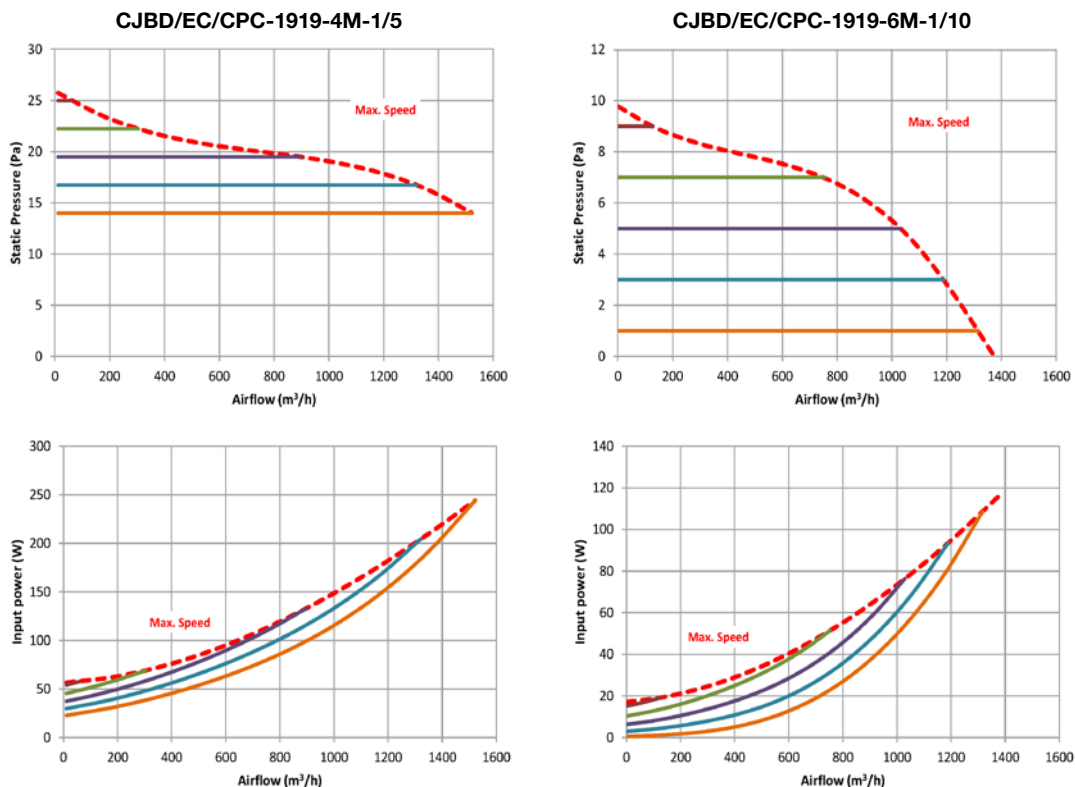 CJBD/EC/CPC-1919-4M-1/5
30
25
20
15
10
5
0
Static Pressure (Pa)
Max. Speed
0 200 400 600 800 1000 1200 1400 1600
Airflow (m³/h)
CJBD/EC/CPC-1919-6M-1/10
12
10
8
6
4
2
0
Static Pressure (Pa)
Max. Speed
0 200 400 600 800 1000 1200 1400 1600
Airflow (m³/h)
300
250
200
150
100
50
0
Input power (W)
Max. Speed
0 200 400 600 800 1000 1200 1400 1600
Airflow (m³/h)
140
120
100
80
60
40
20
0
Input power (W)
Max. Speed
0 200 400 600 800 1000 1200 1400 1600
Airflow (m³/h)